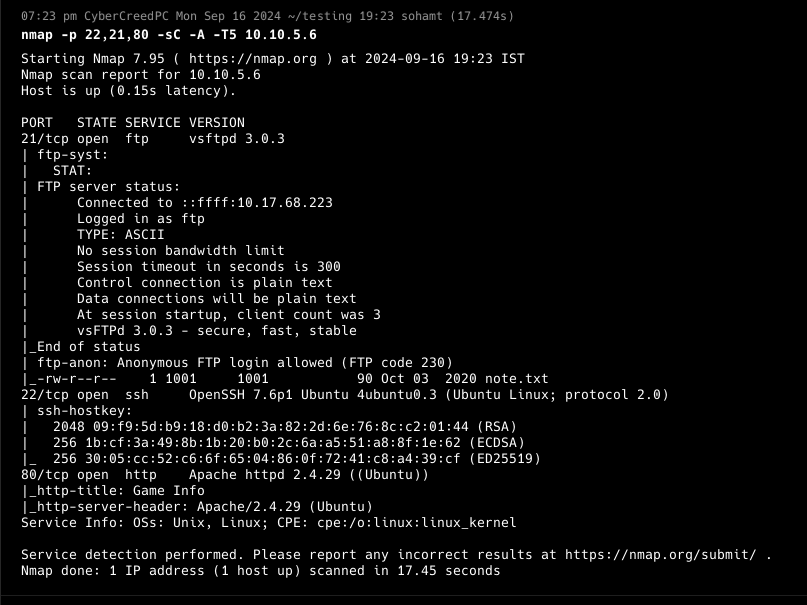 07:23 pm CyberCreedPC Mon Sep 16 2024 ~/testing 19:23 sohamt (17.474s)
nmap -p 22,21,80 -sC -A -T5 10.10.5.6
Starting Nmap 7.95 ( https://nmap.org ) at 2024-09-16 19:23 IST
Nmap scan report for 10.10.5.6
Host is up (0.15s latency).

PORT   STATE SERVICE VERSION
21/tcp open  ftp     vsftpd 3.0.3
| ftp-syst:
|   STAT:
| FTP server status:
|      Connected to ::ffff:10.17.68.223
|      Logged in as ftp
|      TYPE: ASCII
|      No session bandwidth limit
|      Session timeout in seconds is 300
|      Control connection is plain text
|      Data connections will be plain text
|      At session startup, client count was 3
|      vsFTPd 3.0.3 - secure, fast, stable
|_End of status
| ftp-anon: Anonymous FTP login allowed (FTP code 230)
|_-rw-r--r--    1 1001     1001           90 Oct 03  2020 note.txt
22/tcp open  ssh     OpenSSH 7.6p1 Ubuntu 4ubuntu0.3 (Ubuntu Linux; protocol 2.0)
| ssh-hostkey:
|   2048 09:f9:5d:b9:18:d0:b2:3a:82:2d:6e:76:8c:c2:01:44 (RSA)
|   256 1b:cf:3a:49:8b:1b:20:b0:2c:6a:a5:51:a8:8f:1e:62 (ECDSA)
|_  256 30:05:cc:52:c6:6f:65:04:86:0f:72:41:c8:a4:39:cf (ED25519)
80/tcp open  http    Apache httpd 2.4.29 ((Ubuntu))
|_http-title: Game Info
|_http-server-header: Apache/2.4.29 (Ubuntu)
Service Info: OSs: Unix, Linux; CPE: cpe:/o:linux:linux_kernel

Service detection performed. Please report any incorrect results at https://nmap.org/submit/ .
Nmap done: 1 IP address (1 host up) scanned in 17.45 seconds